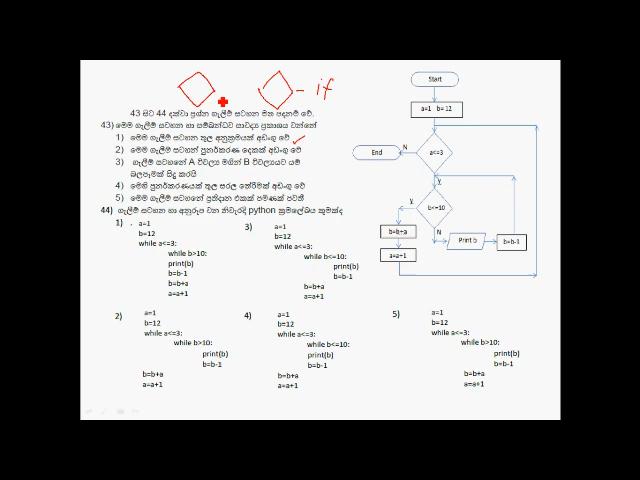 - if
43 සිට 44 දක්වා ප්‍රශ්න ගැලීම් සටහන මත පදනම් වේ.
43) මෙම ගැලීම් සටහන හා සම්බන්ධව සාවද්‍ය ප්‍රකාශය වන්නේ
1) මෙම ගැලීම් සටහන තුල අනුක්‍රමයක් අඩංගු වේ
2) මෙම ගැලීම් සටහන් පුනර්කරණ දෙකක් අඩංගු වේ
3) ගැලීම් සටහනේ A විචල්‍ය මගින් B විචල්‍යයට යම්
බලපෑමක් සිදු කරයි
4) මෙම පුනර්කරණයක් තුල සරල තේරීමක් අඩංගු වේ
5) මෙම ගැලීම් සටහනේ ප්‍රතිදාන එකක් පමණක් පවතී
44) ගැලීම් සටහන හා අනුරූප වන නිවැරදි python ක්‍රමලේඛය කුමක්ද
1) . a=1
b=12
while a<=3:
while b>10:
print(b)
b=b-1
b=b+a
a=a+1
3) a=1
b=12
while a<=3:
while b<=10:
print(b)
b=b-1
b=b+a
a=a+1
2) a=1
b=12
while a<=3:
while b>10:
print(b)
b=b-1
b=b+a
a=a+1
4) a=1
b=12
while a<=3:
while b<=10:
print(b)
b=b-1
b=b+a
a=a+1
5) a=1
b=12
while a<=3:
while b>10:
print(b)
b=b-1
b=b+a
a=a+1
Start
a=1 b= 12
a<=3
N
End
Y
b<=10
Y
N
b=b+a
Print b
b=b-1
a=a+1